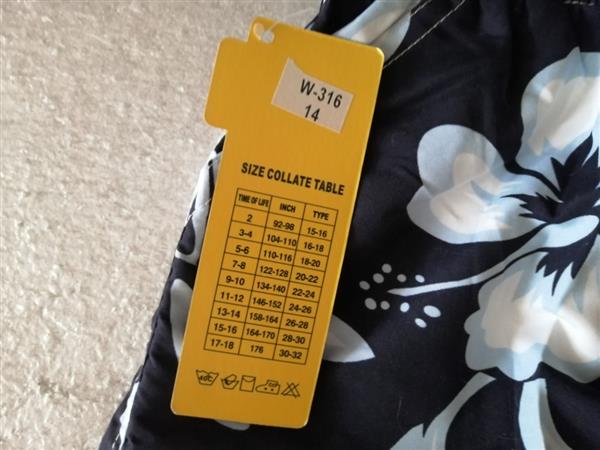 W-316
14
SIZE COLLATE TABLE
TIME OF LIFE INCH TYPE
2 92-98 15-16
3-4 104-110 16-18
5-6 110-116 18-20
7-8 122-128 20-22
9-10 134-140 22-24
11-12 146-152 24-26
13-14 158-164 26-28
15-16 164-170 28-30
17-18 176 30-32